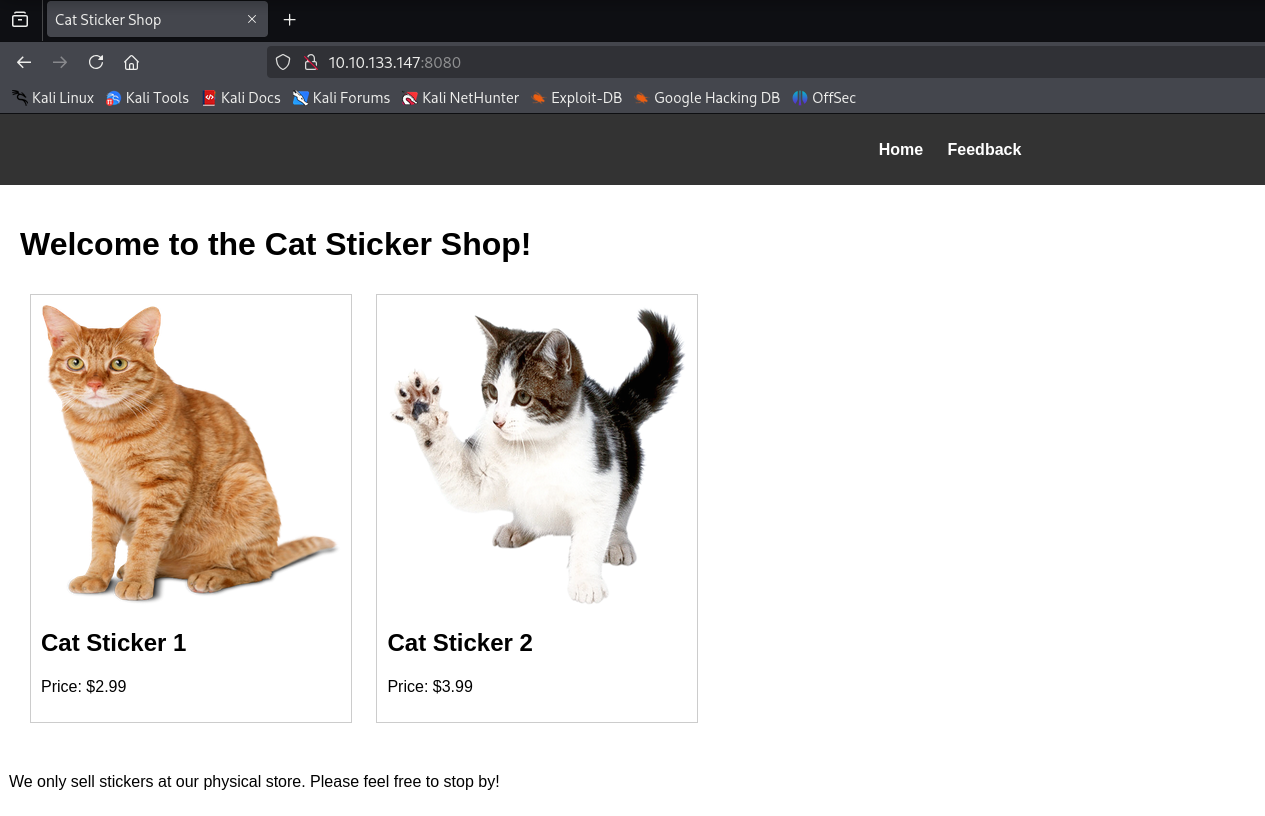 Cat Sticker Shop
10.10.133.147:8080
Kali Linux Kali Tools Kali Docs Kali Forums Kali NetHunter Exploit-DB Google Hacking DB OffSec
Home Feedback
Welcome to the Cat Sticker Shop!
Cat Sticker 1
Price: $2.99
Cat Sticker 2
Price: $3.99
We only sell stickers at our physical store. Please feel free to stop by!